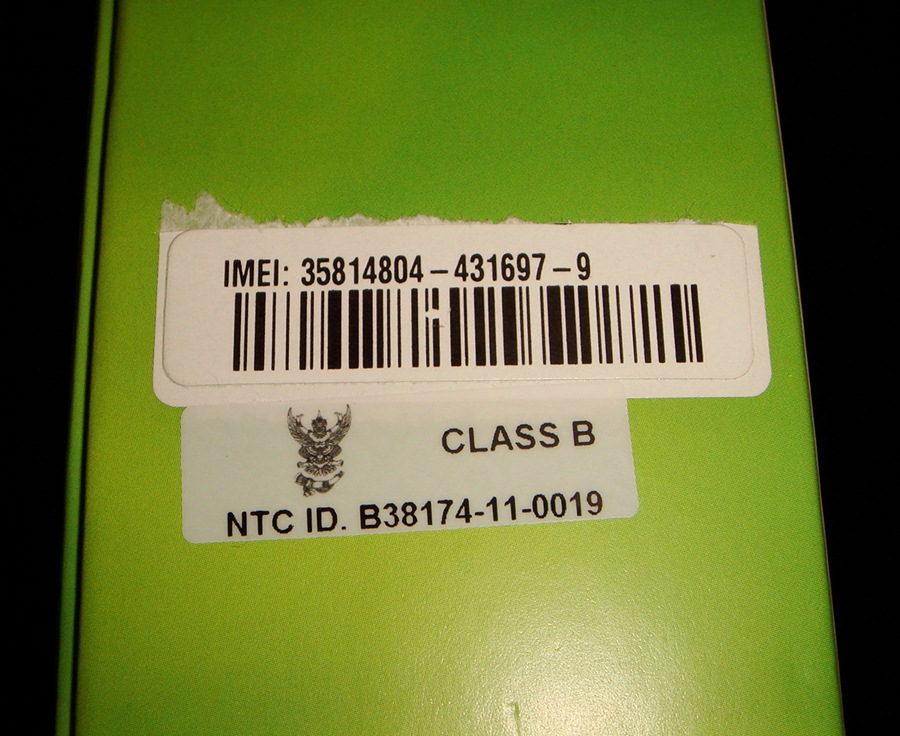 IMEI: 35814804-431697-9
CLASS B
NTC ID. B38174-11-0019